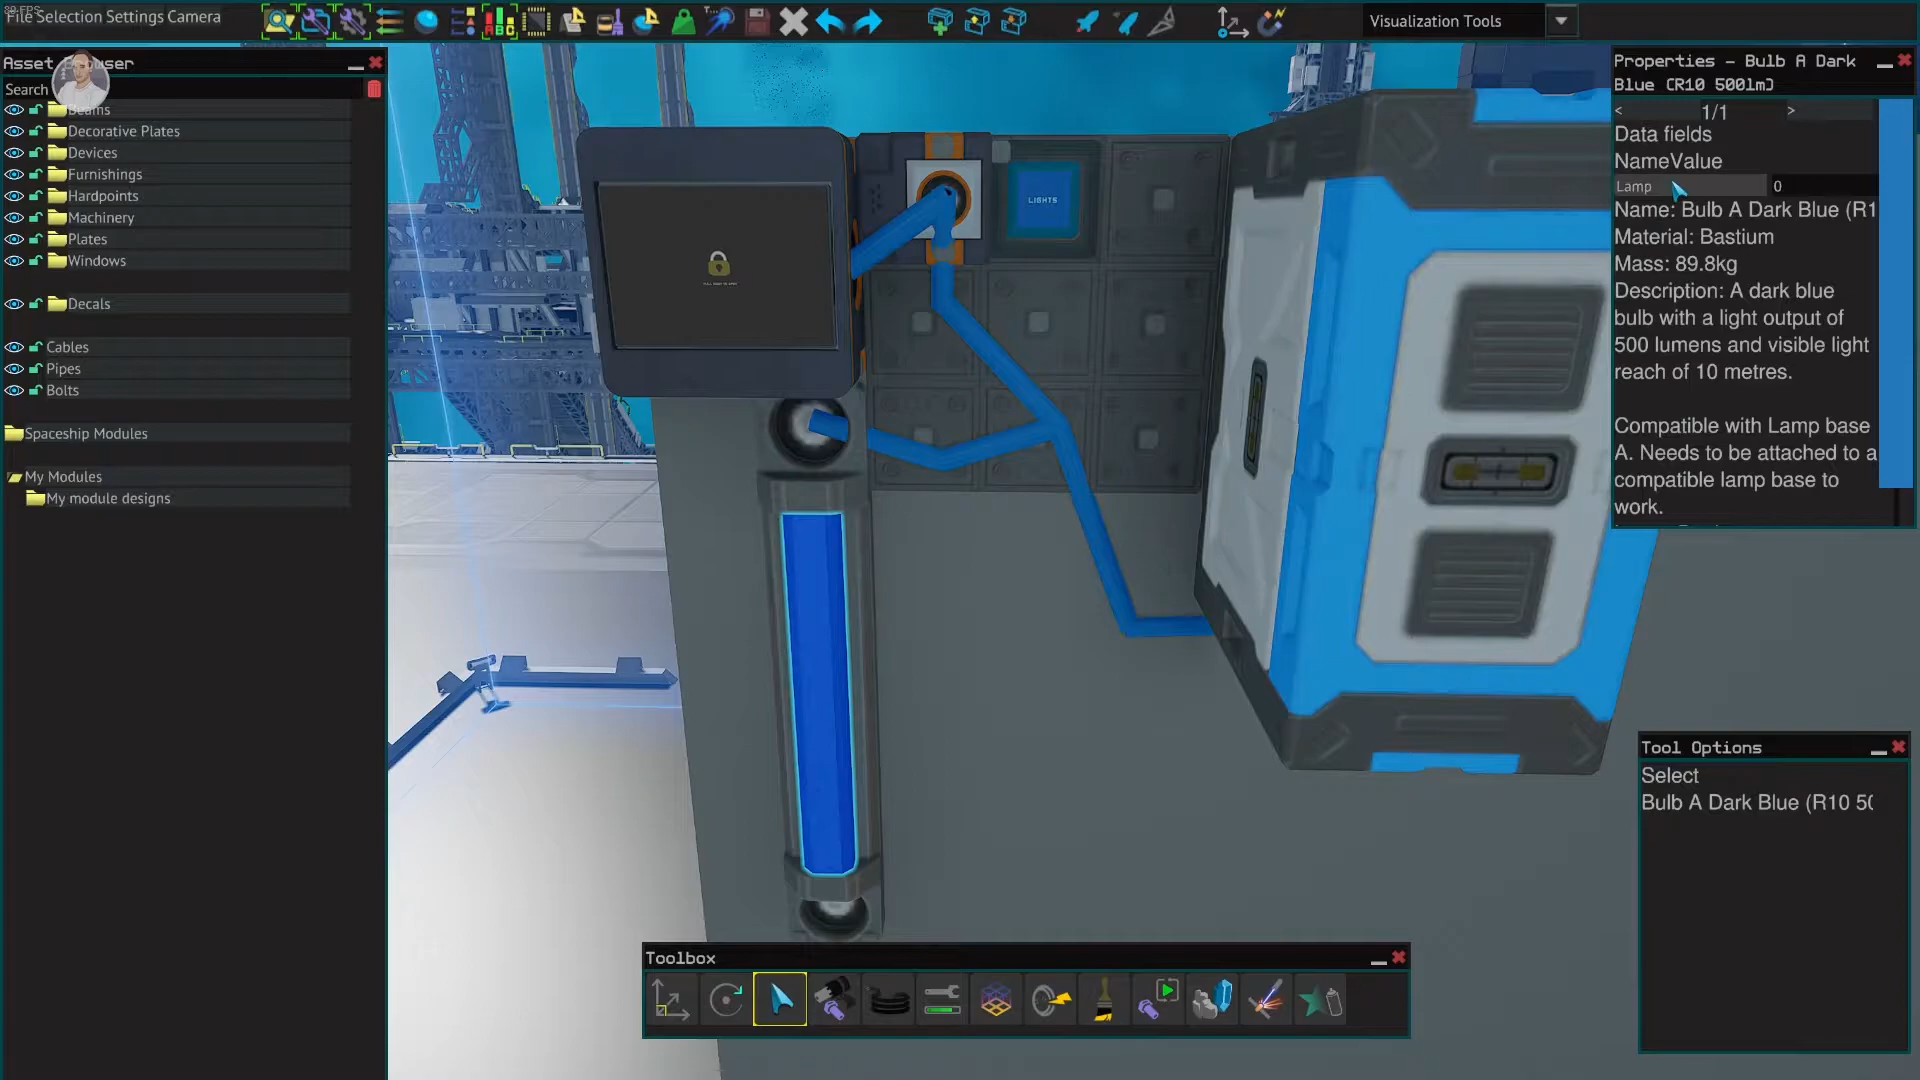 File Selection Settings Camera
Visualization Tools
Asset
Search
Beams
Decorative Plates
Devices
Furnishings
Hardpoints
Machinery
Plates
Windows
Decals
Cables
Pipes
Bolts
Spaceship Modules
My Modules
My module designs
LIGHTS
Properties - Bulb A Dark
Blue (R10 500lm)
< 1/1 >
Data fields
NameValue
Lamp 0
Name: Bulb A Dark Blue (R1
Material: Bastium
Mass: 89.8kg
Description: A dark blue
bulb with a light output of
500 lumens and visible light
reach of 10 metres.
Compatible with Lamp base
A. Needs to be attached to a
compatible lamp base to
work.
Tool Options
Select
Bulb A Dark Blue (R10 50
Toolbox